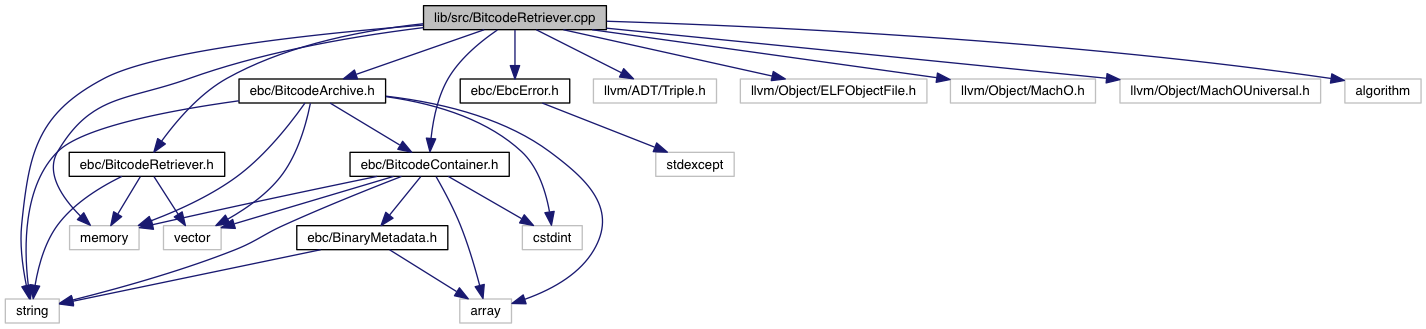 lib/src/BitcodeRetriever.cpp
ebc/BitcodeArchive.h
ebc/EbcError.h
llvm/ADT/Triple.h
llvm/Object/ELFObjectFile.h
llvm/Object/MachO.h
llvm/Object/MachOUniversal.h
algorithm
ebc/BitcodeRetriever.h
ebc/BitcodeContainer.h
stdexcept
memory
vector
ebc/BinaryMetadata.h
cstdint
string
array